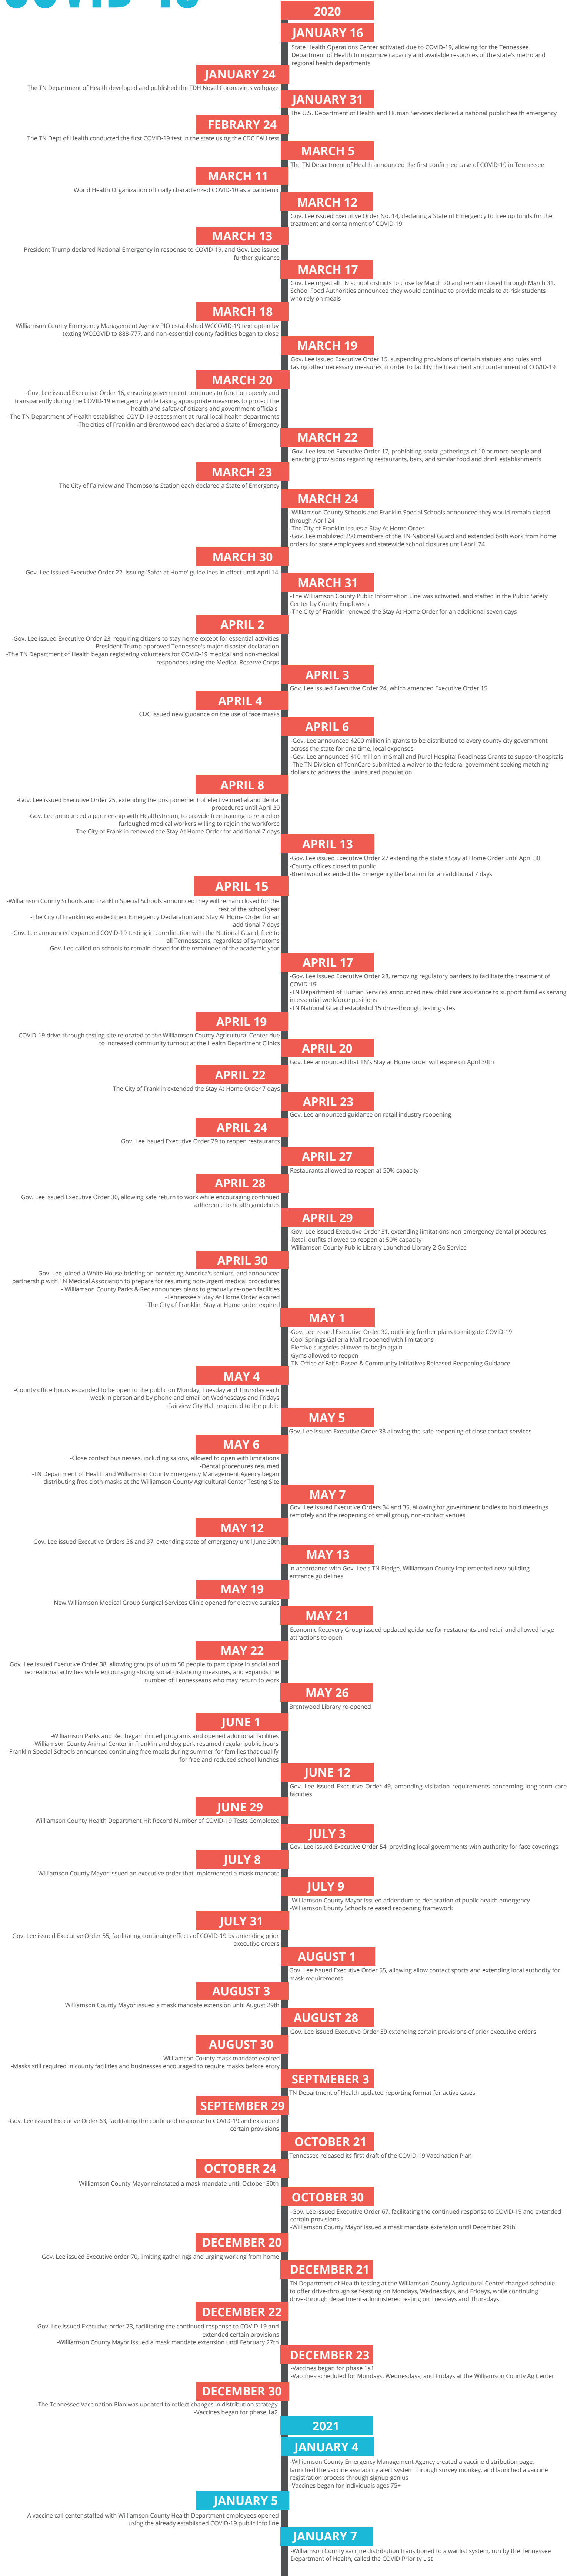 COVID-19
2020
JANUARY 16
State Health Operations Center activated due to COVID-19, allowing for the Tennessee
Department of Health to maximize capacity and available resources of the state's metro and
regional health departments
JANUARY 24
The TN Department of Health developed and published the TDH Novel Coronavirus webpage
JANUARY 31
The U.S. Department of Health and Human Services declared a national public health emergency
FEBRARY 24
The TN Dept of Health conducted the first COVID-19 test in the state using the CDC EAU test
MARCH 5
The TN Department of Health announced the first confirmed case of COVID-19 in Tennessee
MARCH 11
World Health Organization officially characterized COVID-10 as a pandemic
MARCH 12
Gov. Lee issued Executive Order No. 14, declaring a State of Emergency to free up funds for the
treatment and containment of COVID-19
MARCH 13
President Trump declared National Emergency in response to COVID-19, and Gov. Lee issued
further guidance
MARCH 17
Gov. Lee urged all TN school districts to close by March 20 and remain closed through March 31,
School Food Authorities announced they would continue to provide meals to at-risk students
who rely on meals
MARCH 18
Williamson County Emergency Management Agency PIO established WCCOVID-19 text opt-in by
texting WCCOVID to 888-777, and non-essential county facilities began to close
MARCH 19
Gov. Lee issued Executive Order 15, suspending provisions of certain statues and rules and
taking other necessary measures in order to facility the treatment and containment of COVID-19
MARCH 20
-Gov. Lee issued Executive Order 16, ensuring government continues to function openly and
transparently during the COVID-19 emergency while taking appropriate measures to protect the
health and safety of citizens and government officials
-The TN Department of Health established COVID-19 assessment at rural local health departments
-The cities of Franklin and Brentwood each declared a State of Emergency
MARCH 22
Gov. Lee issued Executive Order 17, prohibiting social gatherings of 10 or more people and
enacting provisions regarding restaurants, bars, and similar food and drink establishments
MARCH 23
The City of Fairview and Thompsons Station each declared a State of Emergency
MARCH 24
-Williamson County Schools and Franklin Special Schools announced they would remain closed
through April 24
-The City of Franklin issues a Stay At Home Order
-Gov. Lee mobilized 250 members of the TN National Guard and extended both work from home
orders for state employees and statewide school closures until April 24
MARCH 30
Gov. Lee issued Executive Order 22, issuing 'Safer at Home' guidelines in effect until April 14
MARCH 31
-The Williamson County Public Information Line was activated, and staffed in the Public Safety
Center by County Employees
-The City of Franklin renewed the Stay At Home Order for an additional seven days
APRIL 2
-Gov. Lee issued Executive Order 23, requiring citizens to stay home except for essential activities
-President Trump approved Tennessee's major disaster declaration
-The TN Department of Health began registering volunteers for COVID-19 medical and non-medical
responders using the Medical Reserve Corps
APRIL 3
Gov. Lee issued Executive Order 24, which amended Executive Order 15
APRIL 4
CDC issued new guidance on the use of face masks
APRIL 6
-Gov. Lee announced $200 million in grants to be distributed to every county city government
across the state for one-time, local expenses
-Gov. Lee announced $10 million in Small and Rural Hospital Readiness Grants to support hospitals
-The TN Division of TennCare submitted a waiver to the federal government seeking matching
dollars to address the uninsured population
APRIL 8
-Gov. Lee issued Executive Order 25, extending the postponement of elective medial and dental
procedures until April 30
-Gov. Lee announced a partnership with HealthStream, to provide free training to retired or
furloughed medical workers willing to rejoin the workforce
-The City of Franklin renewed the Stay At Home Order for additional 7 days
APRIL 13
-Gov. Lee issued Executive Order 27 extending the state's Stay at Home Order until April 30
-County offices closed to public
-Brentwood extended the Emergency Declaration for an additional 7 days
APRIL 15
-Williamson County Schools and Franklin Special Schools announced they will remain closed for the
rest of the school year
-The City of Franklin extended their Emergency Declaration and Stay At Home Order for an
additional 7 days
-Gov. Lee announced expanded COVID-19 testing in coordination with the National Guard, free to
all Tennesseans, regardless of symptoms
-Gov. Lee called on schools to remain closed for the remainder of the academic year
APRIL 17
-Gov. Lee issued Executive Order 28, removing regulatory barriers to facilitate the treatment of
COVID-19
-TN Department of Human Services announced new child care assistance to support families serving
in essential workforce positions
-TN National Guard establishd 15 drive-through testing sites
APRIL 19
COVID-19 drive-through testing site relocated to the Williamson County Agricultural Center due
to increased community turnout at the Health Department Clinics
APRIL 20
Gov. Lee announced that TN's Stay at Home order will expire on April 30th
APRIL 22
The City of Franklin extended the Stay At Home Order 7 days
APRIL 23
Gov. Lee announced guidance on retail industry reopening
APRIL 24
Gov. Lee issued Executive Order 29 to reopen restaurants
APRIL 27
Restaurants allowed to reopen at 50% capacity
APRIL 28
Gov. Lee issued Executive Order 30, allowing safe return to work while encouraging continued
adherence to health guidelines
APRIL 29
-Gov. Lee issued Executive Order 31, extending limitations non-emergency dental procedures
-Retail outfits allowed to reopen at 50% capacity
-Williamson County Public Library Launched Library 2 Go Service
APRIL 30
-Gov. Lee joined a White House briefing on protecting America's seniors, and announced
partnership with TN Medical Association to prepare for resuming non-urgent medical procedures
- Williamson County Parks & Rec announces plans to gradually re-open facilities
-Tennessee's Stay At Home Order expired
-The City of Franklin Stay at Home order expired
MAY 1
-Gov. Lee issued Executive Order 32, outlining further plans to mitigate COVID-19
-Cool Springs Galleria Mall reopened with limitations
-Elective surgeries allowed to begin again
-Gyms allowed to reopen
-TN Office of Faith-Based & Community Initiatives Released Reopening Guidance
MAY 4
-County office hours expanded to be open to the public on Monday, Tuesday and Thursday each
week in person and by phone and email on Wednesdays and Fridays
-Fairview City Hall reopened to the public
MAY 5
Gov. Lee issued Executive Order 33 allowing the safe reopening of close contact services
MAY 6
-Close contact businesses, including salons, allowed to open with limitations
-Dental procedures resumed
-TN Department of Health and Williamson County Emergency Management Agency began
distributing free cloth masks at the Williamson County Agricultural Center Testing Site
MAY 7
Gov. Lee issued Executive Orders 34 and 35, allowing for government bodies to hold meetings
remotely and the reopening of small group, non-contact venues
MAY 12
Gov. Lee issued Executive Orders 36 and 37, extending state of emergency until June 30th
MAY 13
In accordance with Gov. Lee's TN Pledge, Williamson County implemented new building
entrance guidelines
MAY 19
New Williamson Medical Group Surgical Services Clinic opened for elective surgies
MAY 21
Economic Recovery Group issued updated guidance for restaurants and retail and allowed large
attractions to open
MAY 22
Gov. Lee issued Executive Order 38, allowing groups of up to 50 people to participate in social and
recreational activities while encouraging strong social distancing measures, and expands the
number of Tennesseans who may return to work
MAY 26
Brentwood Library re-opened
JUNE 1
-Williamson Parks and Rec began limited programs and opened additional facilities
-Williamson County Animal Center in Franklin and dog park resumed regular public hours
-Franklin Special Schools announced continuing free meals during summer for families that qualify
for free and reduced school lunches
JUNE 12
Gov. Lee issued Executive Order 49, amending visitation requirements concerning long-term care
facilities
JUNE 29
Williamson County Health Department Hit Record Number of COVID-19 Tests Completed
JULY 3
Gov. Lee issued Executive Order 54, providing local governments with authority for face coverings
JULY 8
Williamson County Mayor issued an executive order that implemented a mask mandate
JULY 9
-Williamson County Mayor issued addendum to declaration of public health emergency
-Williamson County Schools released reopening framework
JULY 31
Gov. Lee issued Executive Order 55, facilitating continuing effects of COVID-19 by amending prior
executive orders
AUGUST 1
Gov. Lee issued Executive Order 55, allowing allow contact sports and extending local authority for
mask requirements
AUGUST 3
Williamson County Mayor issued a mask mandate extension until August 29th
AUGUST 28
Gov. Lee issued Executive Order 59 extending certain provisions of prior executive orders
AUGUST 30
-Williamson County mask mandate expired
-Masks still required in county facilities and businesses encouraged to require masks before entry
SEPTMEBER 3
TN Department of Health updated reporting format for active cases
SEPTEMBER 29
-Gov. Lee issued Executive Order 63, facilitating the continued response to COVID-19 and extended
certain provisions
OCTOBER 21
Tennessee released its first draft of the COVID-19 Vaccination Plan
OCTOBER 24
Williamson County Mayor reinstated a mask mandate until October 30th
OCTOBER 30
-Gov. Lee issued Executive Order 67, facilitating the continued response to COVID-19 and extended
certain provisions
-Williamson County Mayor issued a mask mandate extension until December 29th
DECEMBER 20
Gov. Lee issued Executive order 70, limiting gatherings and urging working from home
DECEMBER 21
TN Department of Health testing at the Williamson County Agricultural Center changed schedule
to offer drive-through self-testing on Mondays, Wednesdays, and Fridays, while continuing
drive-through department-administered testing on Tuesdays and Thursdays
DECEMBER 22
-Gov. Lee issued Executive order 73, facilitating the continued response to COVID-19 and
extended certain provisions
-Williamson County Mayor issued a mask mandate extension until February 27th
DECEMBER 23
-Vaccines began for phase 1a1
-Vaccines scheduled for Mondays, Wednesdays, and Fridays at the Williamson County Ag Center
DECEMBER 30
-The Tennessee Vaccination Plan was updated to reflect changes in distribution strategy
-Vaccines began for phase 1a2
2021
JANUARY 4
-Williamson County Emergency Management Agency created a vaccine distribution page,
launched the vaccine availability alert system through survey monkey, and launched a vaccine
registration process through signup genius
-Vaccines began for individuals ages 75+
JANUARY 5
-A vaccine call center staffed with Williamson County Health Department employees opened
using the already established COVID-19 public info line
JANUARY 7
-Williamson County vaccine distribution transitioned to a waitlist system, run by the Tennessee
Department of Health, called the COVID Priority List